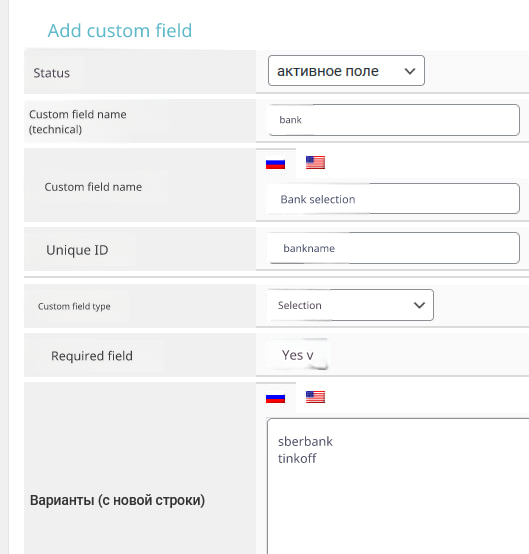 Add custom field
Status
активное поле
Custom field name
(technical)
bank
Custom field name
Bank selection
Unique ID
bankname
Custom field type
Selection
Required field
Yes v
Варианты (с новой строки)
sberbank
tinkoff